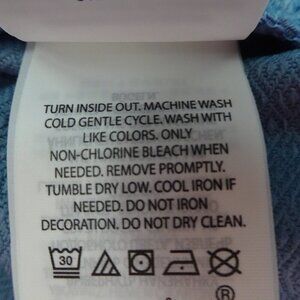 TURN INSIDE OUT. MACHINE WASH
COLD GENTLE CYCLE. WASH WITH
LIKE COLORS. ONLY
NON-CHLORINE BLEACH WHEN
NEEDED. REMOVE PROMPTLY.
TUMBLE DRY LOW. COOL IRON IF
NEEDED. DO NOT IRON
DECORATION. DO NOT DRY CLEAN.
30
®